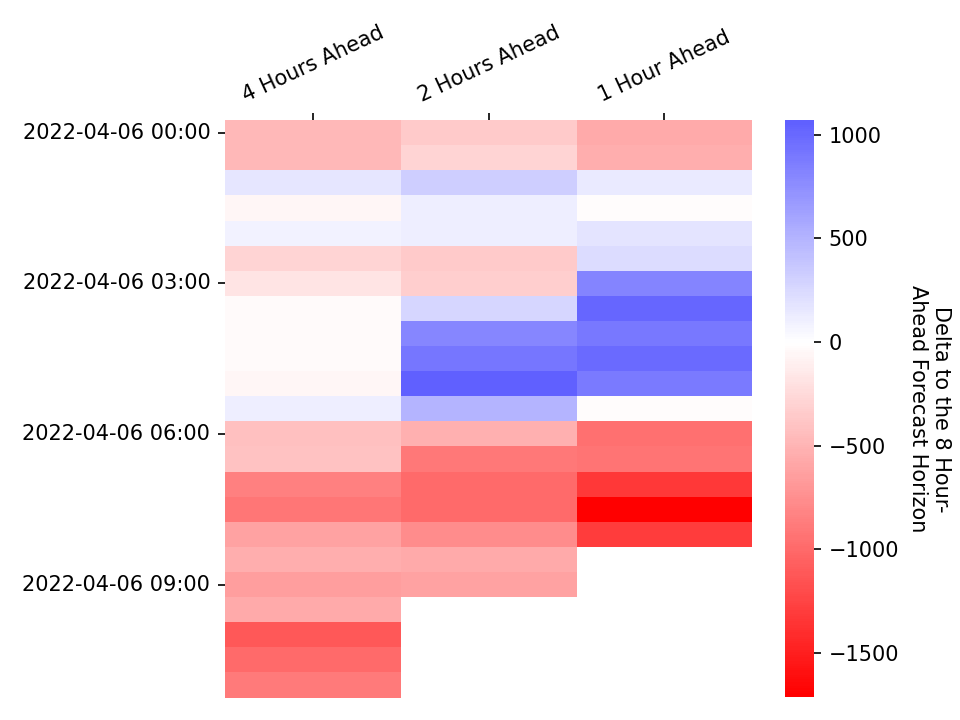 4 Hours Ahead
2 Hours Ahead
1 Hour Ahead
2022-04-06 00:00
2022-04-06 03:00
2022-04-06 06:00
2022-04-06 09:00
1000
500
0
−500
−1000
−1500
Delta to the 8 Hour-
Ahead Forecast Horizon